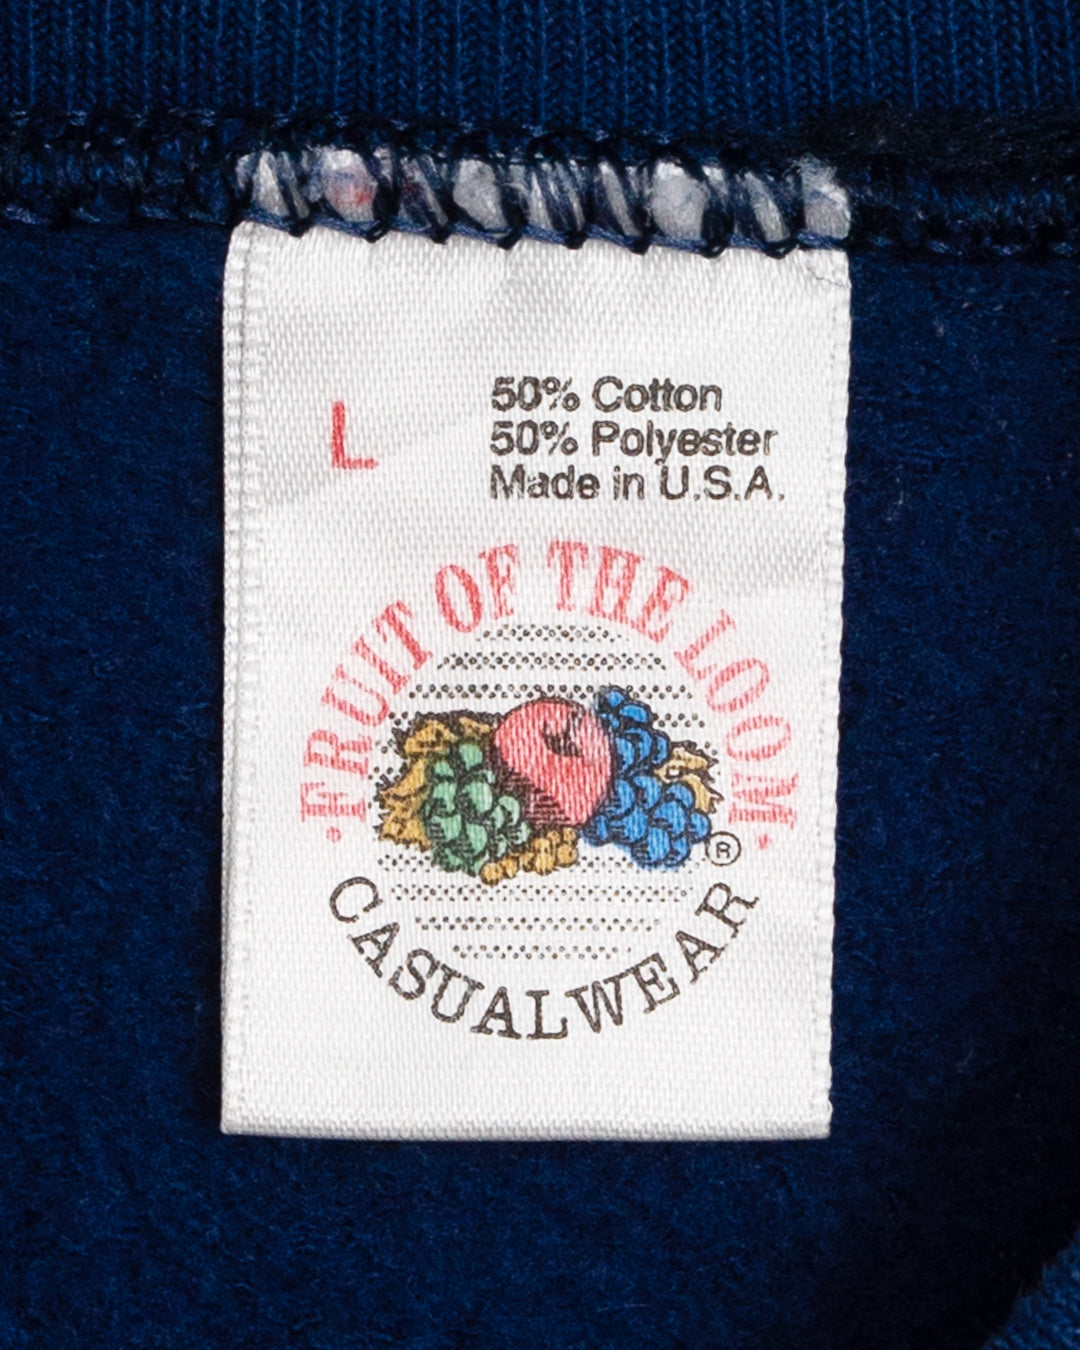 L
50% Cotton
50% Polyester
Made in U.S.A.
·FRUIT OF THE LOOM·
®
CASUALWEAR